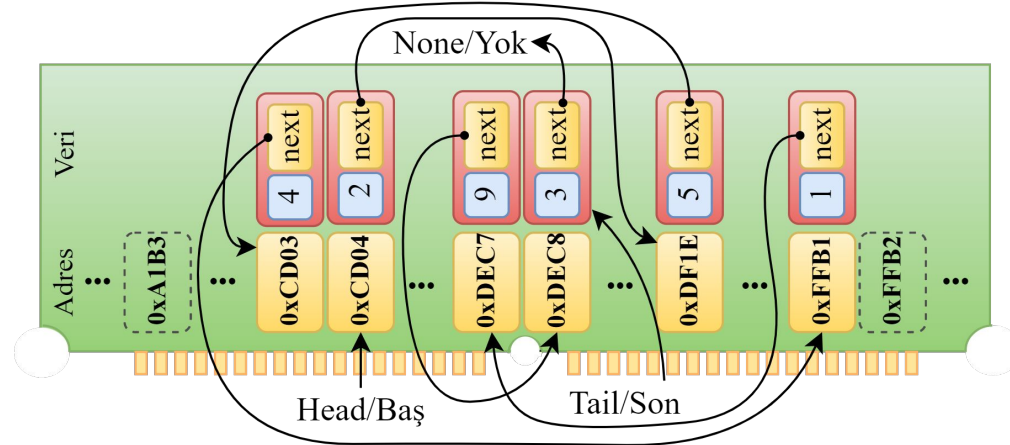 None/Yok
Veri
next
next
next
next
next
next
4
2
9
3
5
1
Adres
...
0xA1B3
...
0xCD03
0xCD04
...
0xDEC7
0xDEC8
...
0xDF1E
...
0xFFB1
0xFFB2
...
Head/Baş
Tail/Son